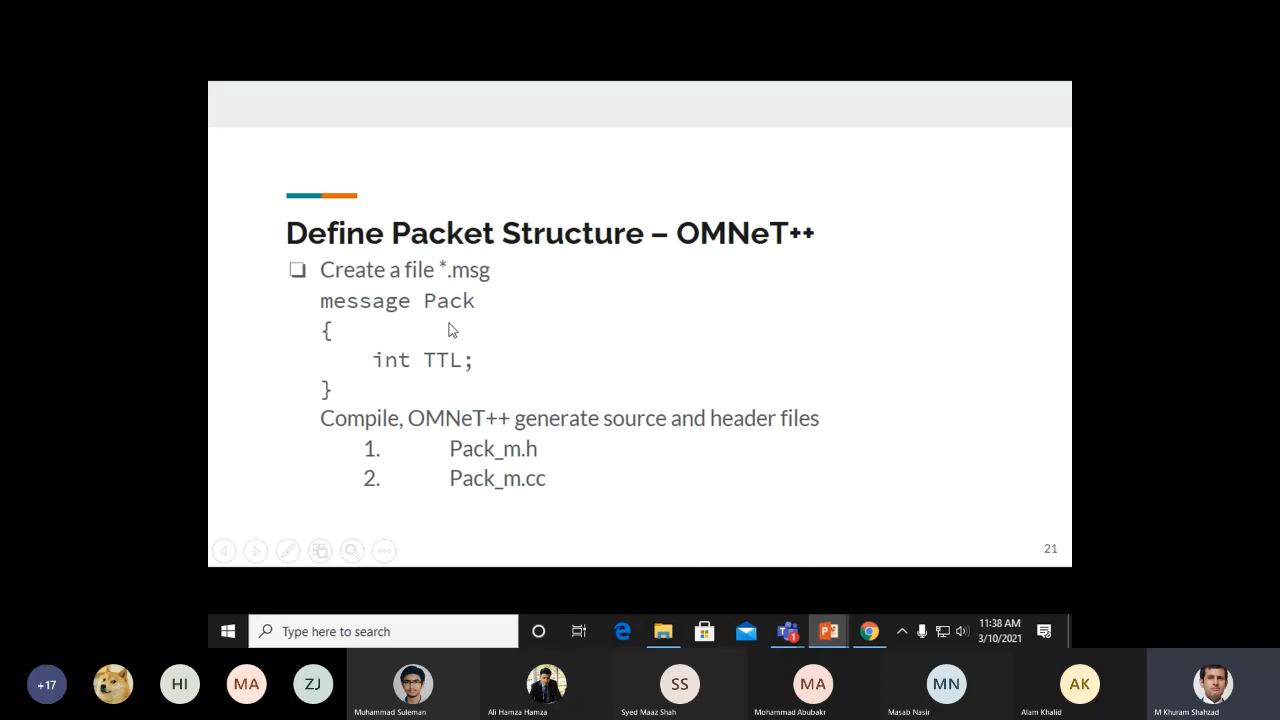 Define Packet Structure – OMNeT++
❑ Create a file *.msg
message Pack
{
int TTL;
}
Compile, OMNeT++ generate source and header files
1. Pack_m.h
2. Pack_m.cc
21
Type here to search
1
11:38 AM
3/10/2021
+17
HI
MA
ZJ
SS
MA
MN
AK
Muhammad Suleman
Ali Hamza Hamza
Syed Maaz Shah
Mohammad Abubakr
Masab Nasir
Alam Khalid
M Khuram Shahzad